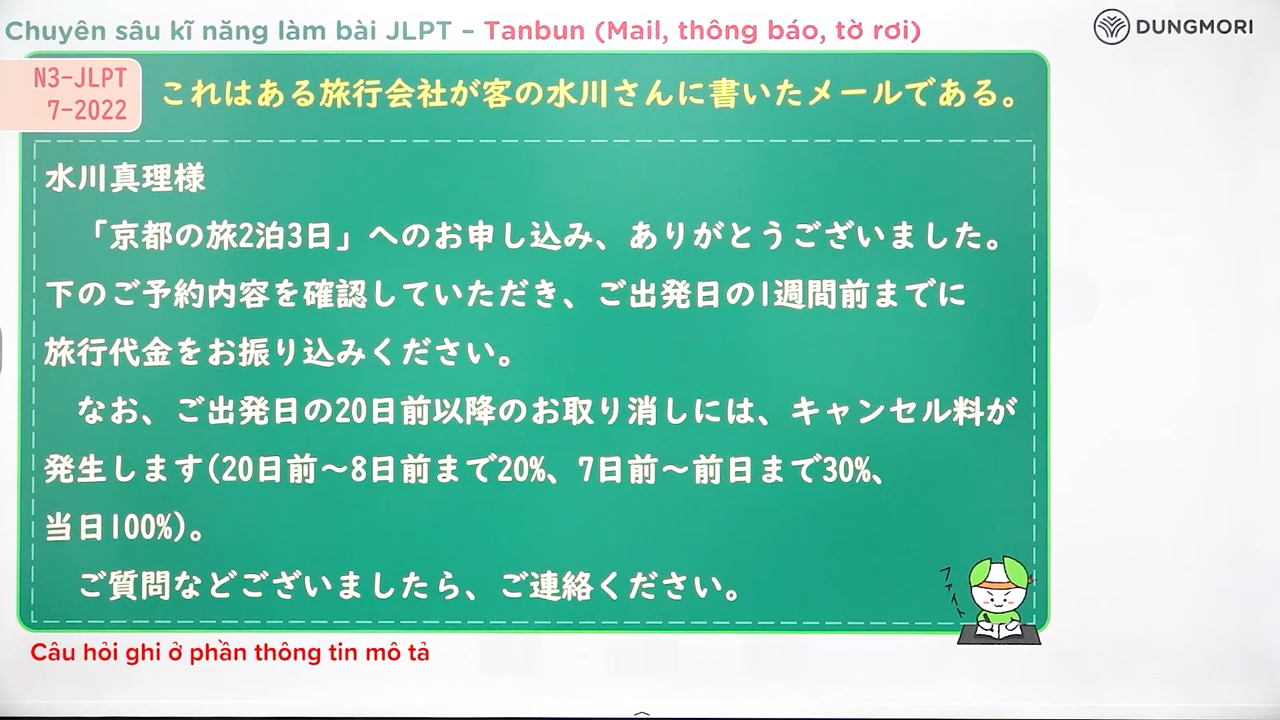 Chuyên sâu kĩ năng làm bài JLPT – Tanbun (Mail, thông báo, tờ rơi)
DUNGMORI
N3-JLPT
7-2022
これはある旅行会社が客の水川さんに書いたメールである。
水川真理様
「京都の旅2泊3日」へのお申し込み、ありがとうございました。
下のご予約内容を確認していただき、ご出発日の1週間前までに
旅行代金をお振り込みください。
なお、ご出発日の20日前以降のお取り消しには、キャンセル料が
発生します(20日前～8日前まで20%、7日前～前日まで30%、
当日100%)。
ご質問などございましたら、ご連絡ください。
ファイト
Câu hỏi ghi ở phần thông tin mô tả